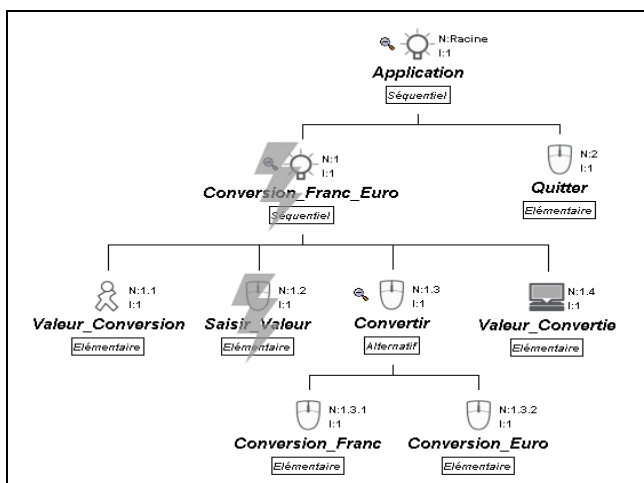 N:Racine
I:1
Application
Séquentiel
N:1
I:1
Conversion_Franc_Euro
Séquentiel
N:2
I:1
Quitter
Elémentaire
N:1.1
I:1
Valeur_Conversion
Elémentaire
N:1.2
I:1
Saisir_Valeur
Elémentaire
N:1.3
I:1
Convertir
Alternatif
N:1.4
I:1
Valeur_Convertie
Elémentaire
N:1.3.1
I:1
Conversion_Franc
Elémentaire
N:1.3.2
I:1
Conversion_Euro
Elémentaire